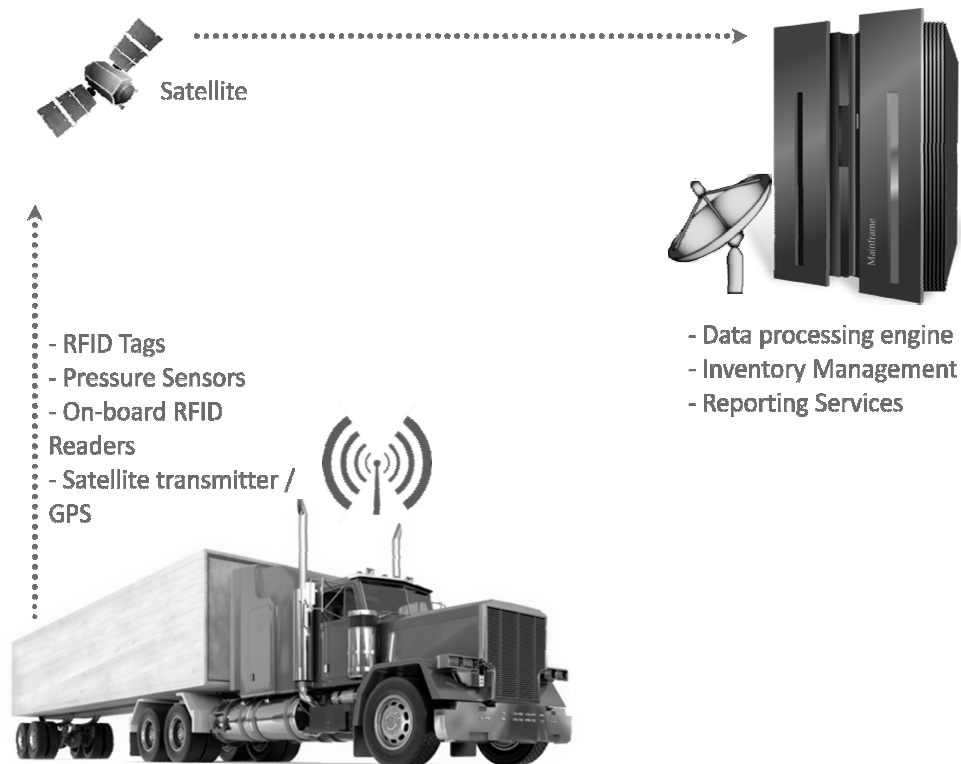 Satellite
Mainframe
- RFID Tags
- Pressure Sensors
- On-board RFID
Readers
- Satellite transmitter /
GPS
- Data processing engine
- Inventory Management
- Reporting Services